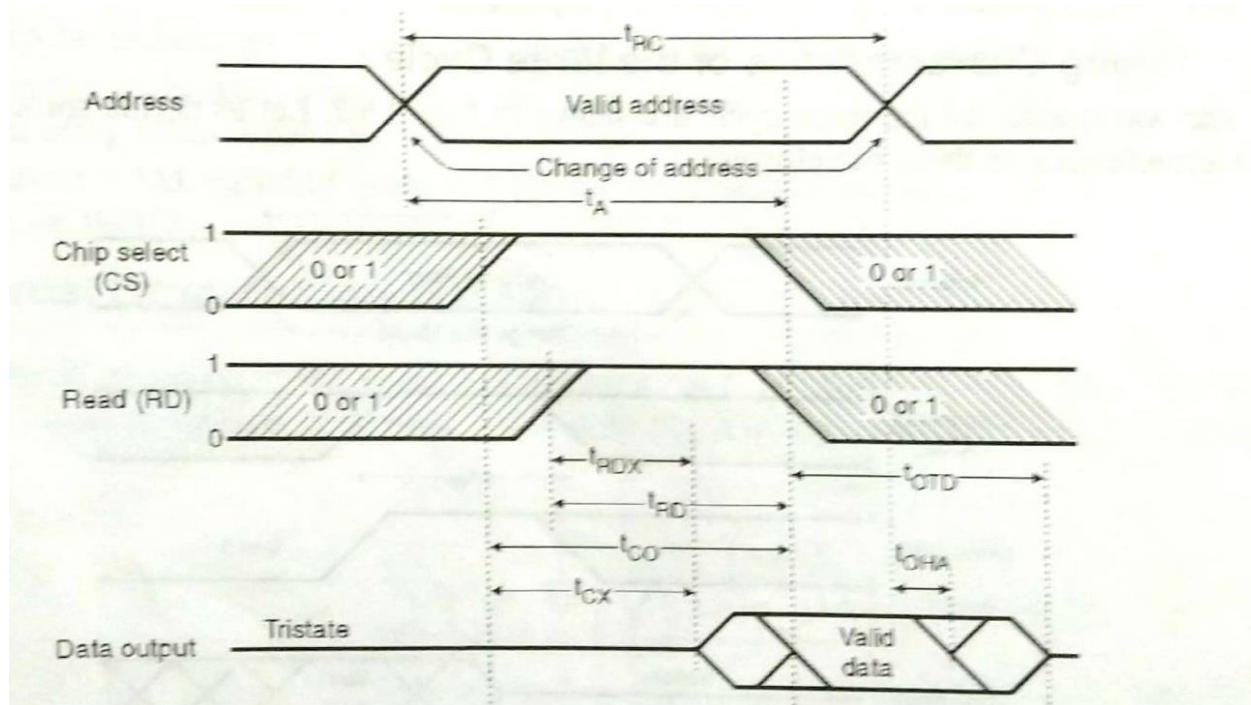 tRC
Address
Valid address
Change of address
tA
Chip select
(CS)
1
0 or 1
0 or 1
0
Read (RD)
1
0 or 1
0 or 1
0
tRDX
tOTD
tRD
tCO
tOHA
tCX
Data output
Tristate
Valid
data